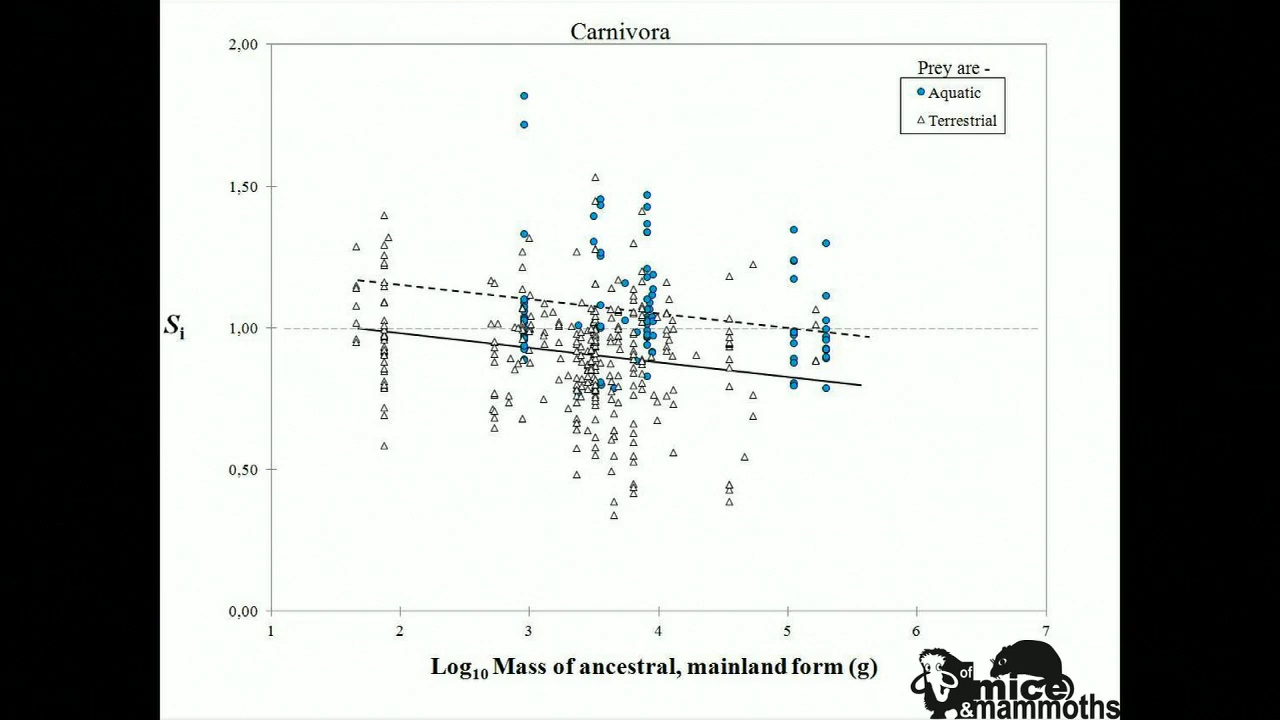 Carnivora
Prey are -
Aquatic
Terrestrial
2,00
1,50
1,00
0,50
0,00
Si
1 2 3 4 5 6 7
Log10 Mass of ancestral, mainland form (g)
of
mice
&mammoths